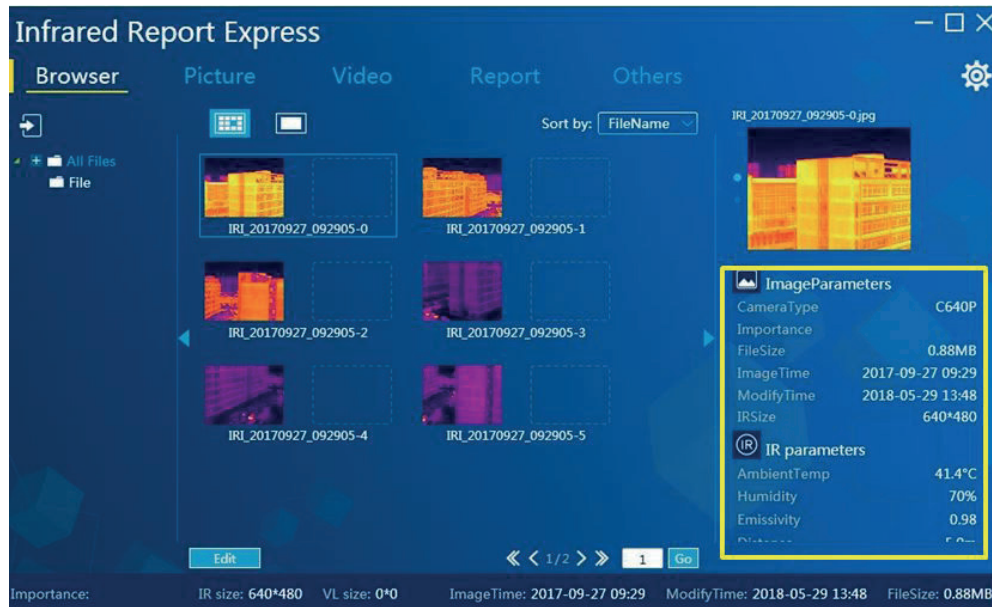 Infrared Report Express
Browser Picture Video Report Others
Sort by: FileName
IRI_20170927_092905-0.jpg
All Files
File
IRI_20170927_092905-0 IRI_20170927_092905-1
IRI_20170927_092905-2 IRI_20170927_092905-3
IRI_20170927_092905-4 IRI_20170927_092905-5
ImageParameters
CameraType C640P
Importance
FileSize 0.88MB
ImageTime 2017-09-27 09:29
ModifyTime 2018-05-29 13:48
IRSize 640*480
IR IR parameters
AmbientTemp 41.4°C
Humidity 70%
Emissivity 0.98
Distance 5.0m
Edit 1/2 1 Go
Importance: IR size: 640*480 VL size: 0*0 ImageTime: 2017-09-27 09:29 ModifyTime: 2018-05-29 13:48 FileSize: 0.88MB